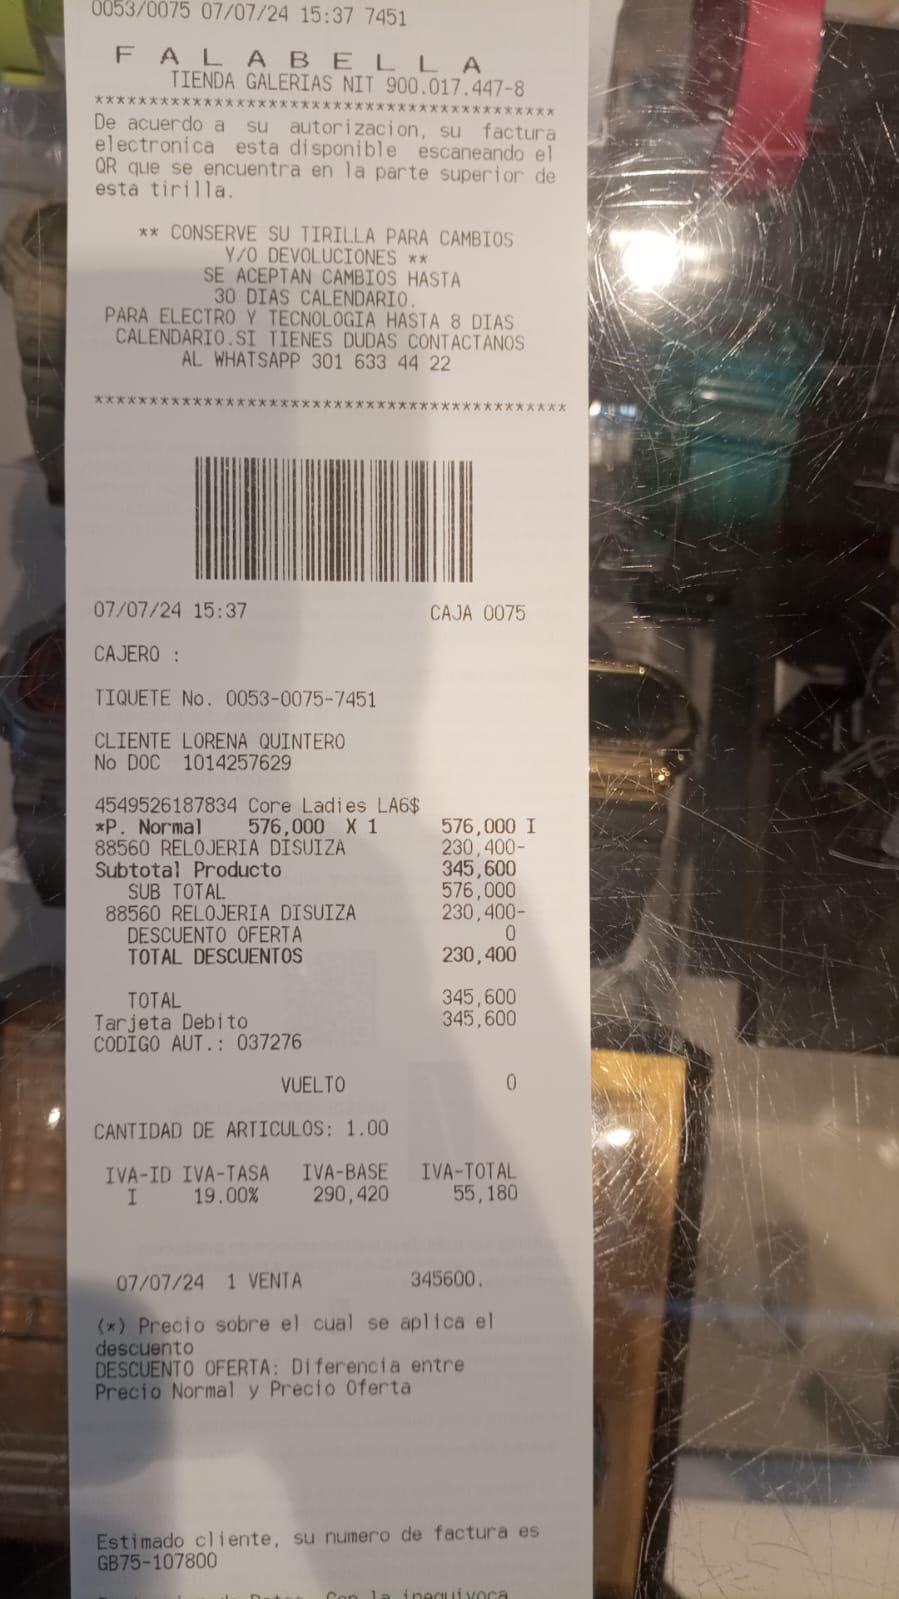 0053/0075 07/07/24 15:37 7451
F A L A B E L L A
TIENDA GALERIAS NIT 900.017.447-8
******************************************
De acuerdo a su autorizacion, su factura
electronica esta disponible escaneando el
QR que se encuentra en la parte superior de
esta tirilla.
** CONSERVE SU TIRILLA PARA CAMBIOS
Y/O DEVOLUCIONES **
SE ACEPTAN CAMBIOS HASTA
30 DIAS CALENDARIO.
PARA ELECTRO Y TECNOLOGIA HASTA 8 DIAS
CALENDARIO.SI TIENES DUDAS CONTACTANOS
AL WHATSAPP 301 633 44 22
*******************************************
07/07/24 15:37 CAJA 0075
CAJERO :
TIQUETE No. 0053-0075-7451
CLIENTE LORENA QUINTERO
No DOC 1014257629
4549526187834 Core Ladies LA6$
*P. Normal 576,000 X 1 576,000 I
88560 RELOJERIA DISUIZA 230,400-
Subtotal Producto 345,600
SUB TOTAL 576,000
88560 RELOJERIA DISUIZA 230,400-
DESCUENTO OFERTA 0
TOTAL DESCUENTOS 230,400
TOTAL 345,600
Tarjeta Debito 345,600
CODIGO AUT.: 037276
VUELTO 0
CANTIDAD DE ARTICULOS: 1.00
IVA-ID IVA-TASA IVA-BASE IVA-TOTAL
I 19.00% 290,420 55,180
07/07/24 1 VENTA 345600.
(*) Precio sobre el cual se aplica el
descuento
DESCUENTO OFERTA: Diferencia entre
Precio Normal y Precio Oferta
Estimado cliente, su numero de factura es
GB75-107800
de Datos. Con la inequivoca